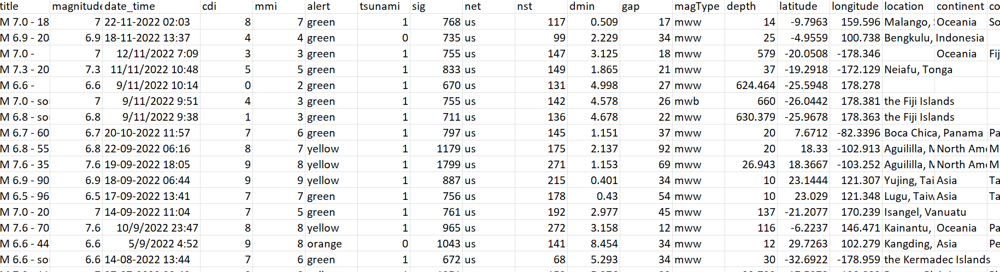 title magnitude date_time cdi mmi alert tsunami sig net nst dmin gap magType depth latitude longitude location continent co
M 7.0 - 18 7 22-11-2022 02:03 8 7 green 1 768 us 117 0.509 17 mww 14 -9.7963 159.596 Malango, Oceania So
M 6.9 - 20 6.9 18-11-2022 13:37 4 4 green 0 735 us 99 2.229 34 mww 25 -4.9559 100.738 Bengkulu, Indonesia
M 7.0 - 7 12/11/2022 7:09 3 3 green 1 755 us 147 3.125 18 mww 579 -20.0508 -178.346 Oceania Fij
M 7.3 - 20 7.3 11/11/2022 10:48 5 5 green 1 833 us 149 1.865 21 mww 37 -19.2918 -172.129 Neiafu, Tonga
M 6.6 - 6.6 9/11/2022 10:14 0 2 green 1 670 us 131 4.998 27 mww 624.464 -25.5948 178.278
M 7.0 - so 7 9/11/2022 9:51 4 3 green 1 755 us 142 4.578 26 mwb 660 -26.0442 178.381 the Fiji Islands
M 6.8 - so 6.8 9/11/2022 9:38 1 3 green 1 711 us 136 4.678 22 mww 630.379 -25.9678 178.363 the Fiji Islands
M 6.7 - 60 6.7 20-10-2022 11:57 7 6 green 1 797 us 145 1.151 37 mww 20 7.6712 -82.3396 Boca Chica, Panama Pa
M 6.8 - 55 6.8 22-09-2022 06:16 8 7 yellow 1 1179 us 175 2.137 92 mww 20 18.33 -102.913 Aguililla, M North Ame M
M 7.6 - 35 7.6 19-09-2022 18:05 9 8 yellow 1 1799 us 271 1.153 69 mww 26.943 18.3667 -103.252 Aguililla, M North Ame M
M 6.9 - 90 6.9 18-09-2022 06:44 9 9 yellow 1 887 us 215 0.401 34 mww 10 23.1444 121.307 Yujing, Tai Asia Ta
M 6.5 - 96 6.5 17-09-2022 13:41 7 7 green 1 756 us 178 0.43 54 mww 10 23.029 121.348 Lugu, Taiw Asia Ta
M 7.0 - 20 7 14-09-2022 11:04 7 5 green 1 761 us 192 2.977 45 mww 137 -21.2077 170.239 Isangel, Vanuatu
M 7.6 - 70 7.6 10/9/2022 23:47 8 8 yellow 1 965 us 272 3.158 12 mww 116 -6.2237 146.471 Kainantu, Oceania Pa
M 6.6 - 44 6.6 5/9/2022 4:52 9 8 orange 0 1043 us 141 8.454 34 mww 12 29.7263 102.279 Kangding, Asia Pe
M 6.6 - so 6.6 14-08-2022 13:44 7 6 green 1 672 us 68 5.293 34 mww 30 -32.6922 -178.959 the Kermadec Islands